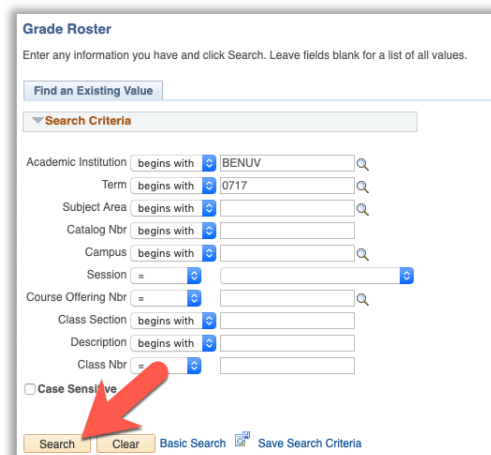 Grade Roster
Enter any information you have and click Search. Leave fields blank for a list of all values.
Find an Existing Value
Search Criteria
Academic Institution begins with BENUV
Term begins with 0717
Subject Area begins with
Catalog Nbr begins with
Campus begins with
Session =
Course Offering Nbr =
Class Section begins with
Description begins with
Class Nbr =
Case Sensitive
Search Clear Basic Search Save Search Criteria